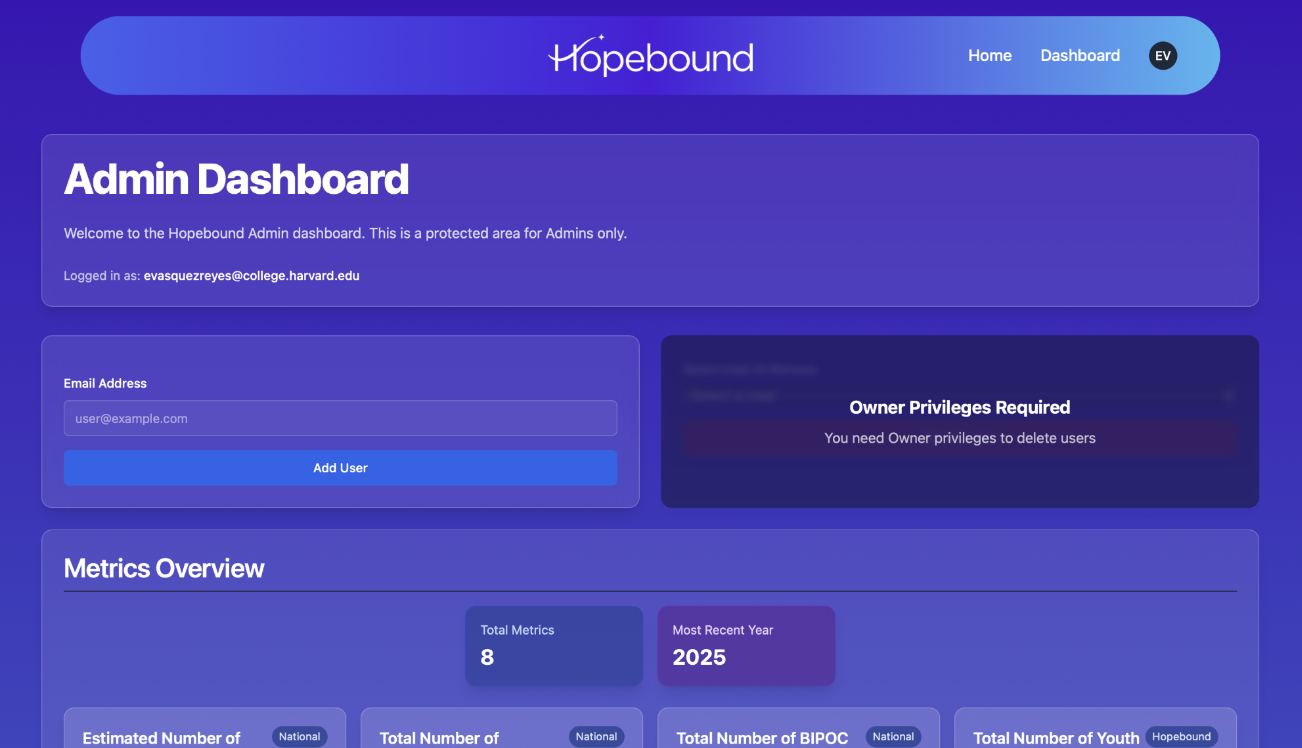 Hopebound
Home
Dashboard
EV
Admin Dashboard
Welcome to the Hopebound Admin dashboard. This is a protected area for Admins only.
Logged in as: evasquezreyes@college.harvard.edu
Email Address
user@example.com
Add User
Owner Privileges Required
You need Owner privileges to delete users
Metrics Overview
Total Metrics
8
Most Recent Year
2025
Estimated Number of
National
Total Number of
National
Total Number of BIPOC
National
Total Number of Youth
Hopebound